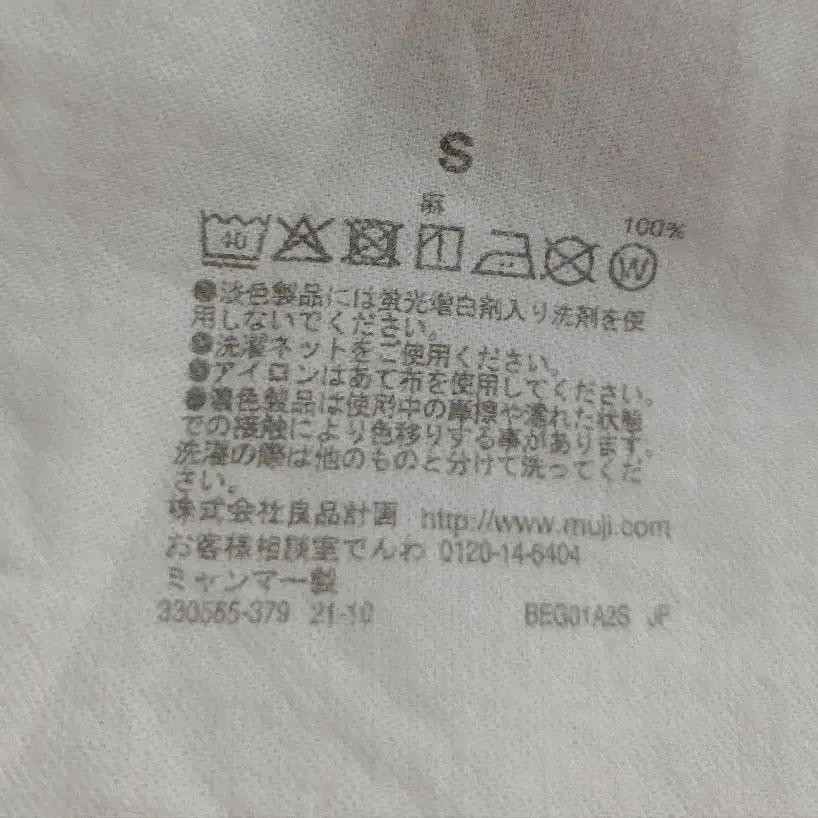 S
麻 100%
40 W
●淡色製品には蛍光増白剤入り洗剤を使
用しないでください。
●洗濯ネットをご使用ください。
●アイロンはあて布を使用してください。
●濃色製品は使用中の摩擦や濡れた状態
での接触により色移りする事があります。
洗濯の際は他のものと分けて洗ってくだ
さい。
株式会社良品計画 http://www.muji.com
お客様相談室でんわ 0120-14-6404
ミャンマー製
330565-379 21-10 BEG01A2S JP